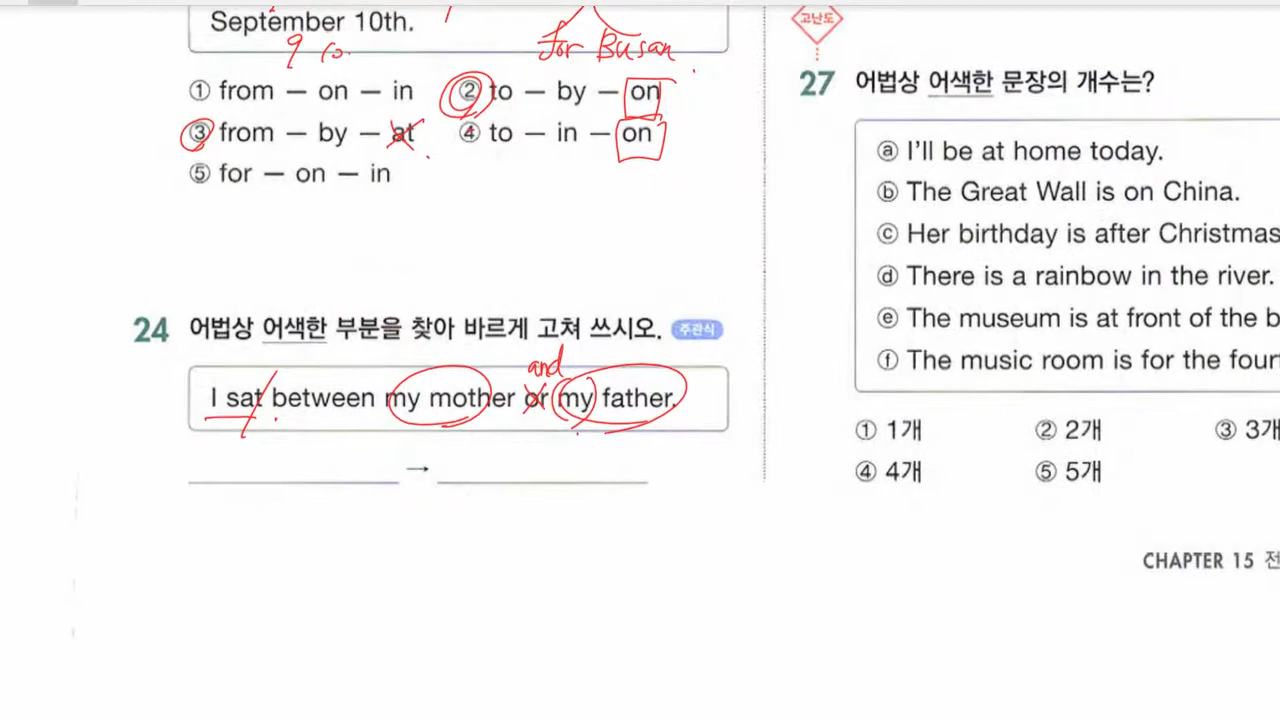 September 10th.
9 10.
for Busan
① from – on – in ② to – by – on
③ from – by – at ④ to – in – on
⑤ for – on – in
24 어법상 어색한 부분을 찾아 바르게 고쳐 쓰시오. 주관식
and
I sat between my mother or my father.
→
고난도
27 어법상 어색한 문장의 개수는?
ⓐ I'll be at home today.
ⓑ The Great Wall is on China.
ⓒ Her birthday is after Christmas
ⓓ There is a rainbow in the river.
ⓔ The museum is at front of the b
ⓕ The music room is for the four
① 1개 ② 2개 ③ 3개
④ 4개 ⑤ 5개
CHAPTER 15 전